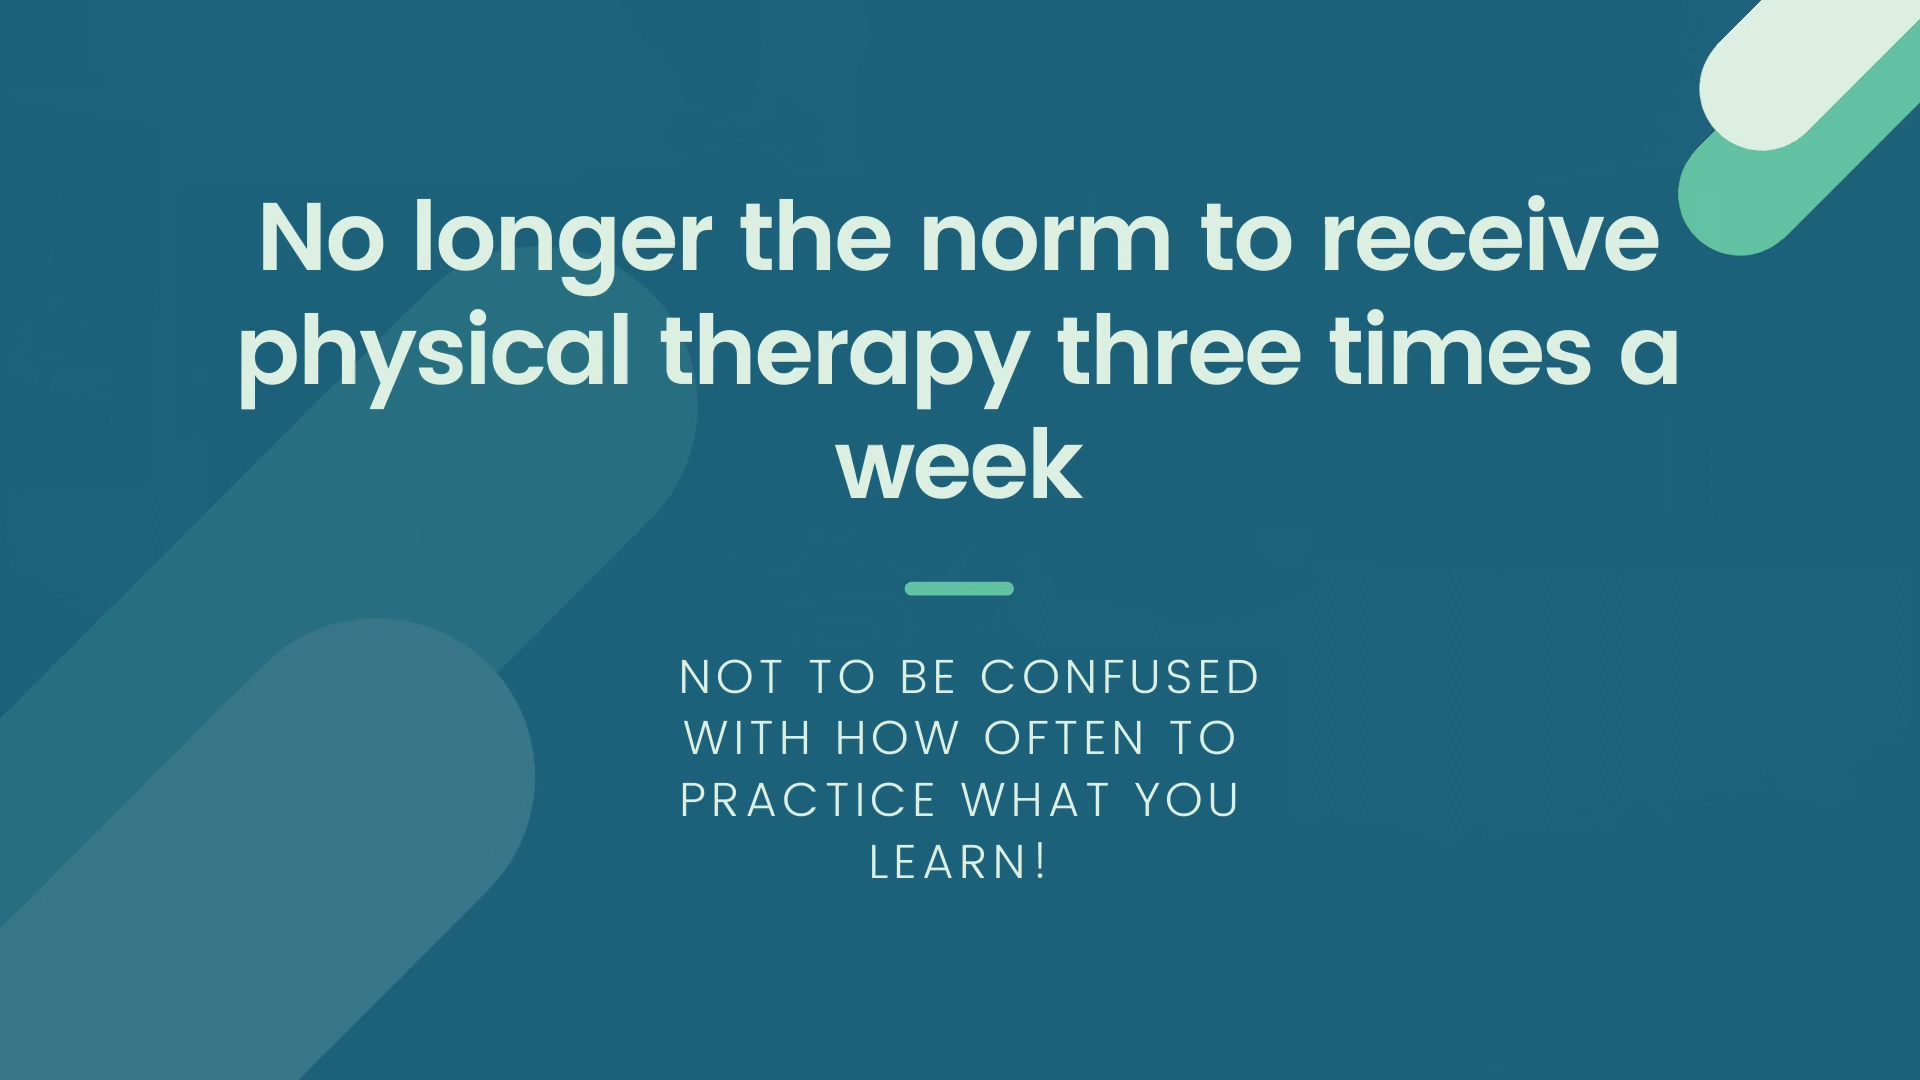 No longer the norm to receive
physical therapy three times a
week
NOT TO BE CONFUSED
WITH HOW OFTEN TO
PRACTICE WHAT YOU
LEARN!